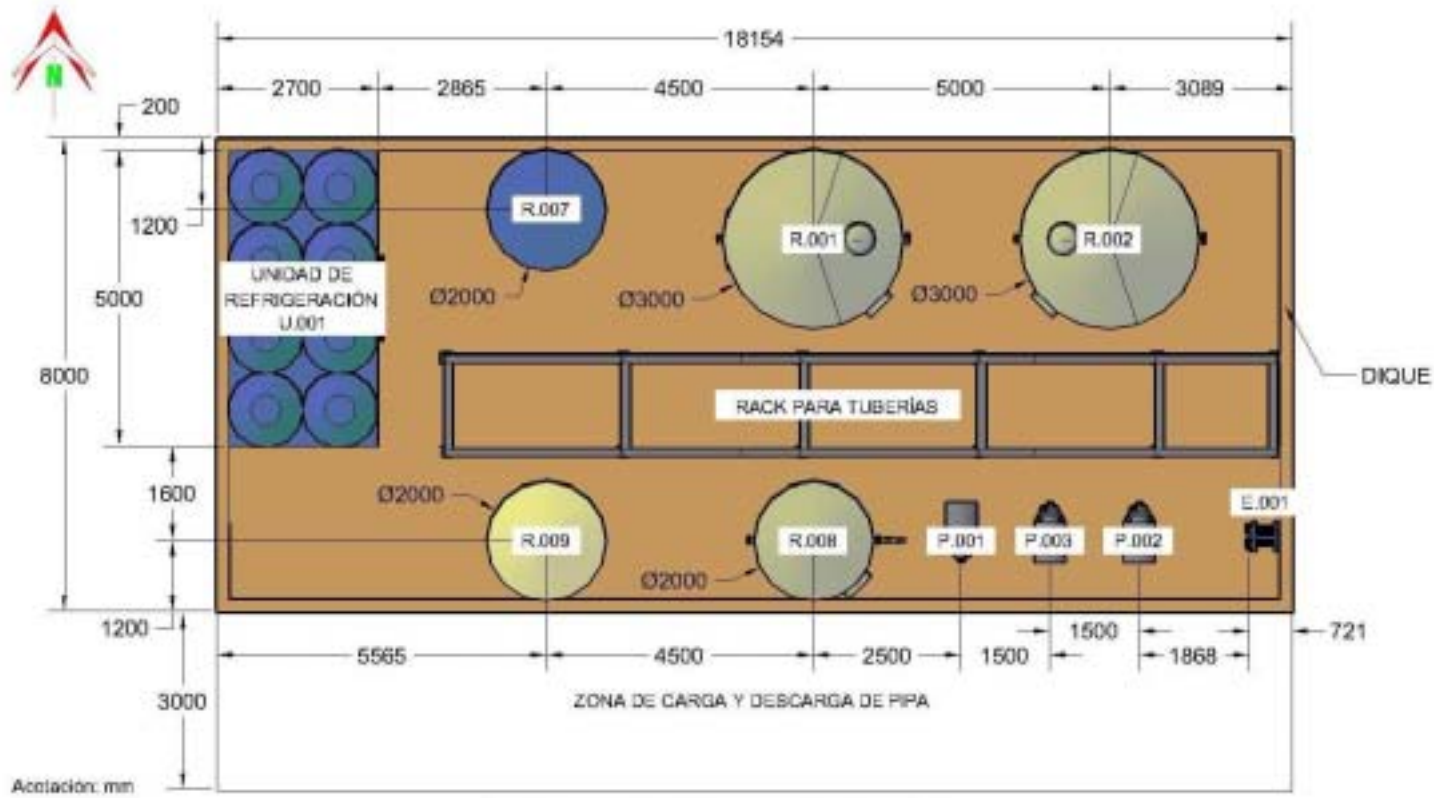 18154
N
2700
2865
4500
5000
3089
200
1200
R.007
R.001
R.002
UNIDAD DE
REFRIGERACIÓN
U.001
5000
Ø2000
Ø3000
Ø3000
8000
DIQUE
RACK PARA TUBERÍAS
1600
Ø2000
E.001
R.009
R.008
P.001
P.003
P.002
Ø2000
1200
1500
721
5565
4500
2500
1500
1868
3000
ZONA DE CARGA Y DESCARGA DE PIPA
Acotación: mm